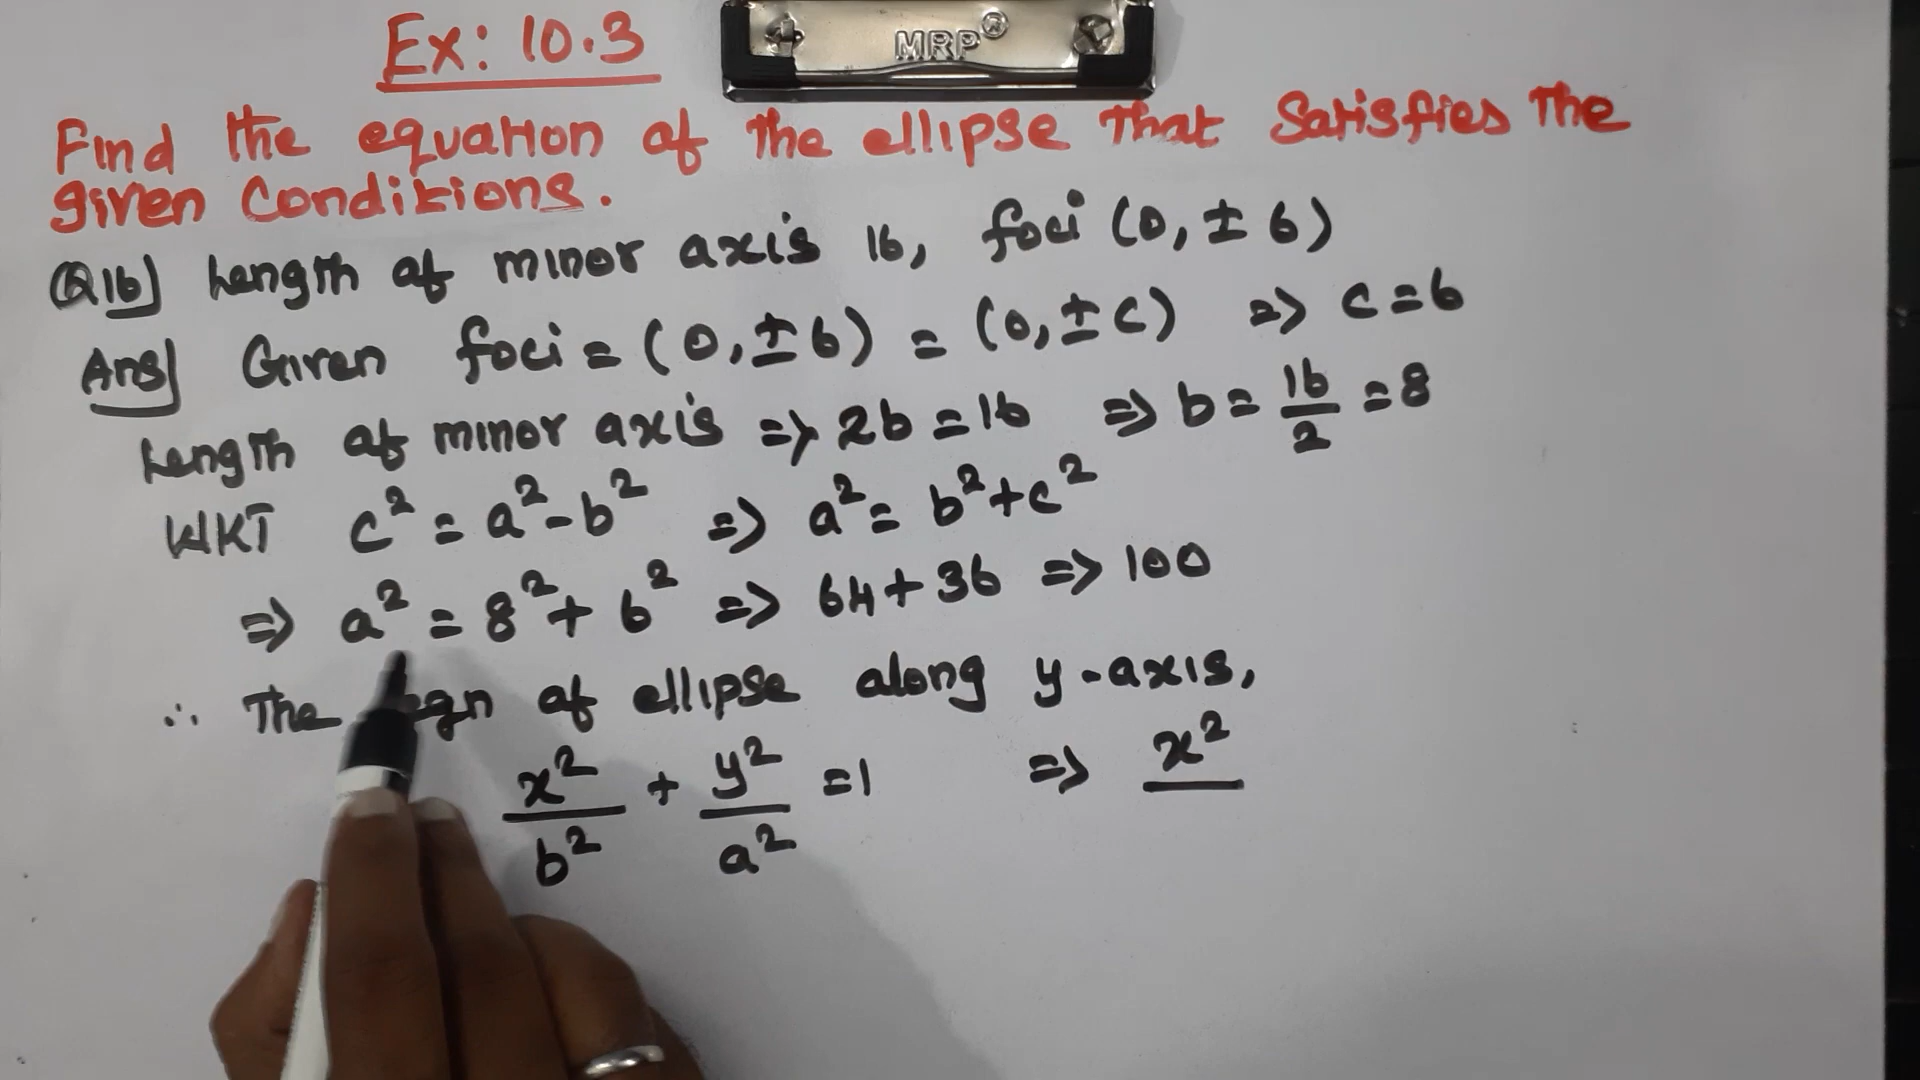 Ex: 10.3
MRP®
Find the equation of the ellipse that satisfies the
given conditions.
Q16] Length of minor axis 16, foci (0, ± 6)
Ans] Given foci = (0, ± 6) = (0, ± c) => c = 6
Length of minor axis => 2b = 16 => b = 16/2 = 8
WKT c² = a² - b² => a² = b² + c²
=> a² = 8² + 6² => 64 + 36 => 100
∴ The eqn of ellipse along y-axis,
x²/b² + y²/a² = 1 => x²